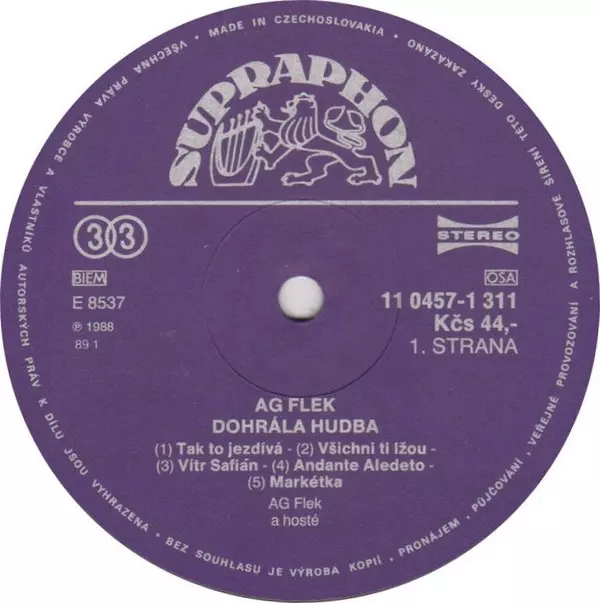 MADE IN CZECHOSLOVAKIA • VŠECHNA PRÁVA VÝROBCE A VLASTNÍKŮ AUTORSKÝCH PRÁV K DÍLU JSOU VYHRAZENA • BEZ SOUHLASU JE VÝROBA KOPIÍ, PRONÁJEM, PŮJČOVÁNÍ, VEŘEJNÉ PROVOZOVÁNÍ A ROZHLASOVÉ ŠÍŘENÍ TÉTO DESKY ZAKÁZÁNO •
SUPRAPHON
33
STEREO
BIEM
OSA
E 8537
11 0457-1 311
℗ 1988
Kčs 44,-
89 1
1. STRANA
AG FLEK
DOHRÁLA HUDBA
(1) Tak to jezdívá - (2) Všichni ti lžou -
(3) Vítr Safián - (4) Andante Aledeto -
(5) Markétka
AG Flek
a hosté